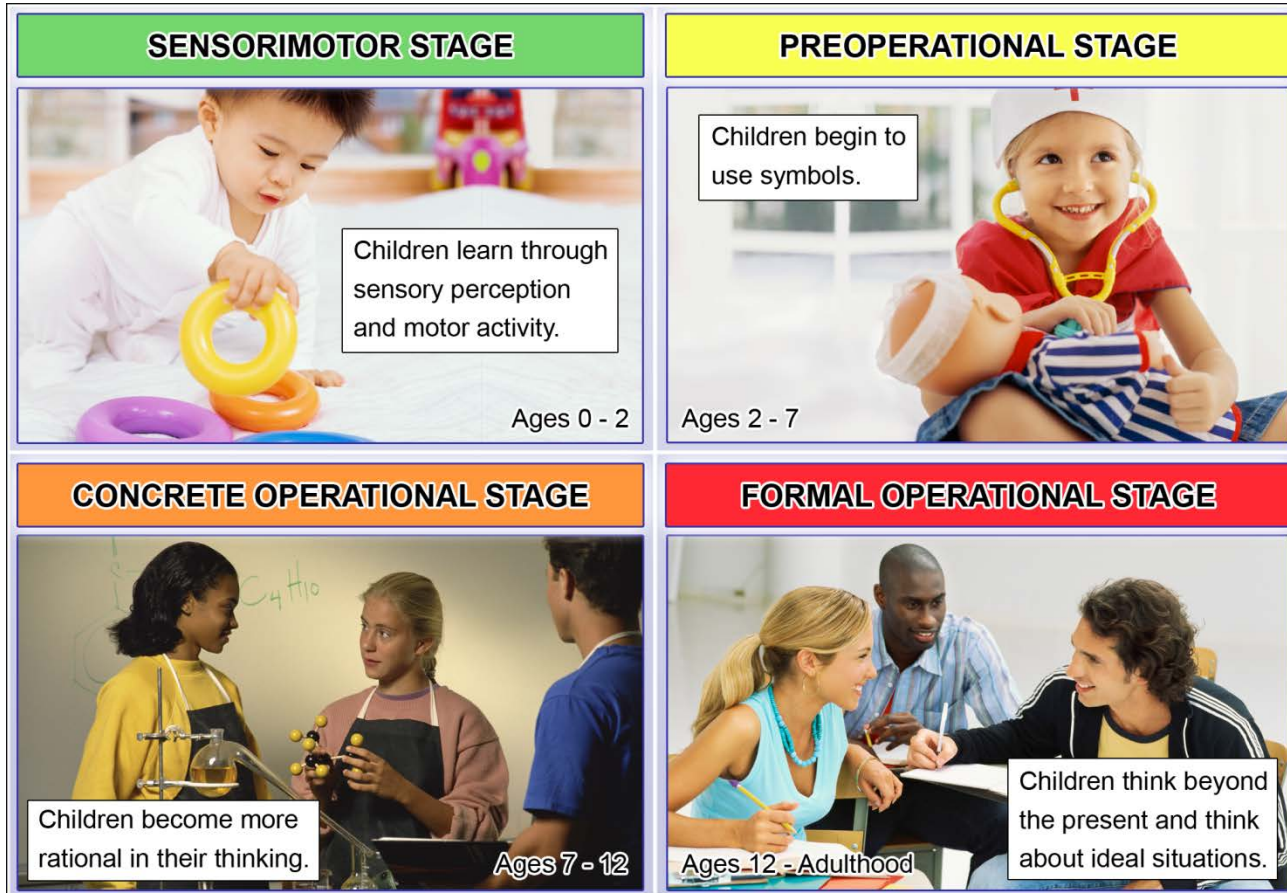 SENSORIMOTOR STAGE
Children learn through
sensory perception
and motor activity.
Ages 0 - 2
PREOPERATIONAL STAGE
Children begin to
use symbols.
Ages 2 - 7
CONCRETE OPERATIONAL STAGE
C₄H₁₀
Children become more
rational in their thinking.
Ages 7 - 12
FORMAL OPERATIONAL STAGE
Children think beyond
the present and think
about ideal situations.
Ages 12 - Adulthood